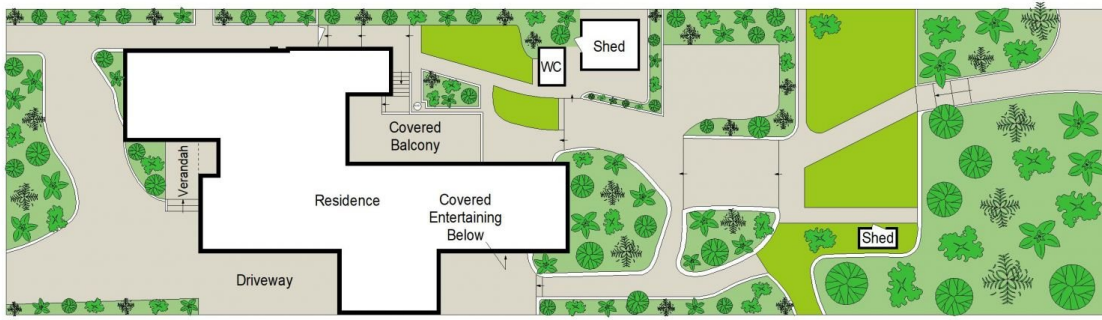 Shed
WC
Covered
Balcony
Verandah
Residence
Covered
Entertaining
Below
Shed
Driveway